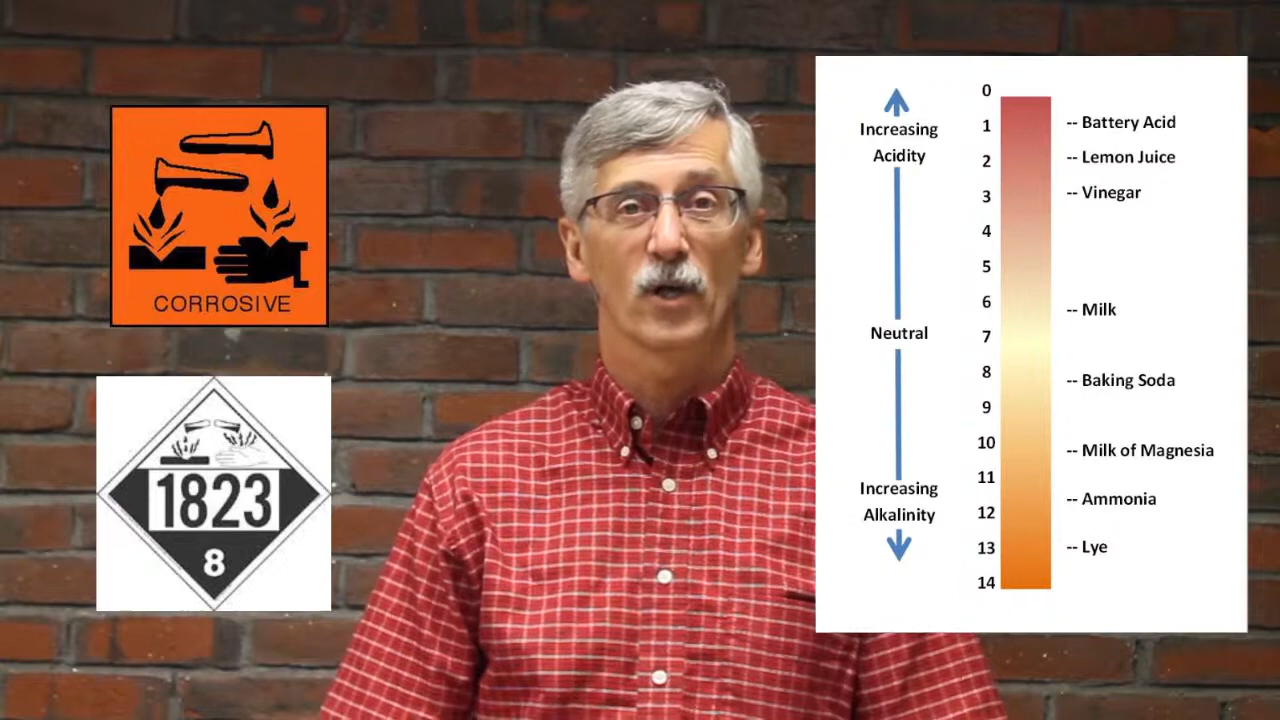 CORROSIVE
1823
8
Increasing
Acidity
Neutral
Increasing
Alkalinity
0
1
2
3
4
5
6
7
8
9
10
11
12
13
14
-- Battery Acid
-- Lemon Juice
-- Vinegar
-- Milk
-- Baking Soda
-- Milk of Magnesia
-- Ammonia
-- Lye